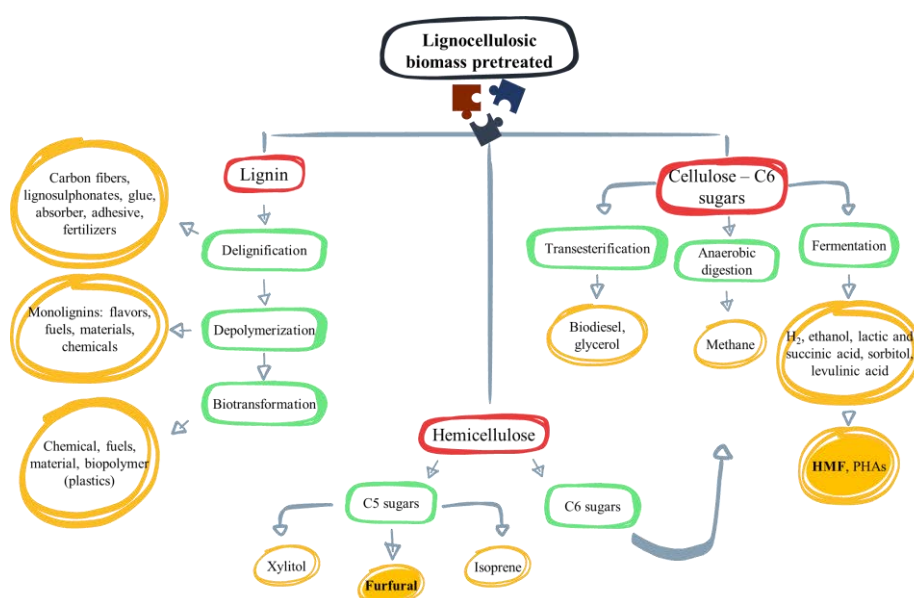 Lignocellulosic
biomass pretreated
Lignin
Carbon fibers,
lignosulphonates, glue,
absorber, adhesive,
fertilizers
Delignification
Monolignins: flavors,
fuels, materials,
chemicals
Depolymerization
Biotransformation
Chemical, fuels,
material, biopolymer
(plastics)
Cellulose – C6
sugars
Transesterification
Anaerobic
digestion
Fermentation
Biodiesel,
glycerol
Methane
H₂, ethanol, lactic and
succinic acid, sorbitol,
levulinic acid
HMF, PHAs
Hemicellulose
C5 sugars
C6 sugars
Xylitol
Furfural
Isoprene